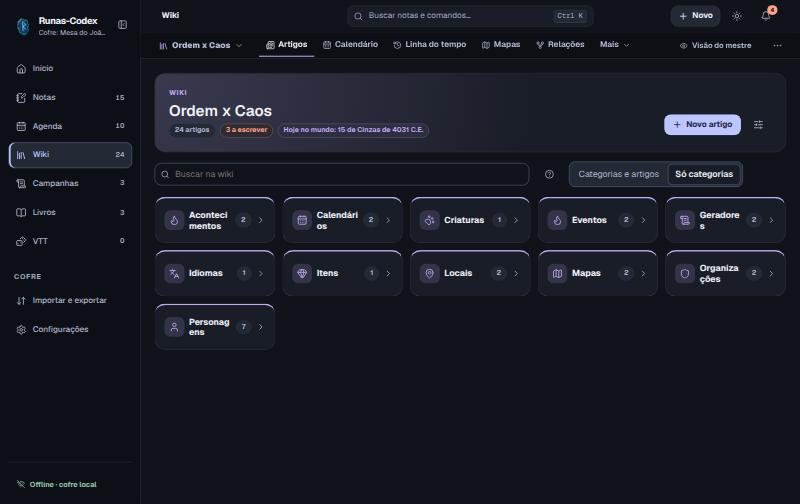 Runas-Codex
Cofre: Mesa do Joã…
Wiki
Buscar notas e comandos…
Ctrl K
Novo
4
Início
Notas 15
Agenda 10
Wiki 24
Campanhas 3
Livros 3
VTT 0
COFRE
Importar e exportar
Configurações
Offline · cofre local
Ordem x Caos
Artigos
Calendário
Linha do tempo
Mapas
Relações
Mais
Visão do mestre
WIKI
Ordem x Caos
24 artigos
3 a escrever
Hoje no mundo: 15 de Cinzas de 4031 C.E.
Novo artigo
Buscar na wiki
Categorias e artigos
Só categorias
Aconteci
mentos
2
Calendári
os
2
Criaturas
1
Eventos
2
Geradore
s
2
Idiomas
1
Itens
1
Locais
2
Mapas
2
Organiza
ções
2
Personag
ens
7